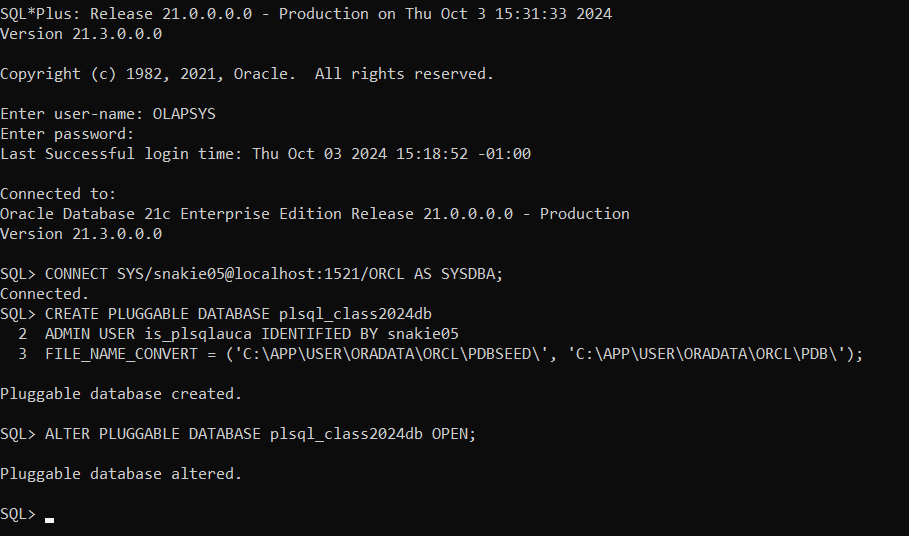 SQL*Plus: Release 21.0.0.0.0 - Production on Thu Oct 3 15:31:33 2024
Version 21.3.0.0.0
Copyright (c) 1982, 2021, Oracle.  All rights reserved.
Enter user-name: OLAPSYS
Enter password:
Last Successful login time: Thu Oct 03 2024 15:18:52 -01:00
Connected to:
Oracle Database 21c Enterprise Edition Release 21.0.0.0.0 - Production
Version 21.3.0.0.0
SQL> CONNECT SYS/snakie05@localhost:1521/ORCL AS SYSDBA;
Connected.
SQL> CREATE PLUGGABLE DATABASE plsql_class2024db
  2  ADMIN USER is_plsqlauca IDENTIFIED BY snakie05
  3  FILE_NAME_CONVERT = ('C:\APP\USER\ORADATA\ORCL\PDBSEED\', 'C:\APP\USER\ORADATA\ORCL\PDB\');
Pluggable database created.
SQL> ALTER PLUGGABLE DATABASE plsql_class2024db OPEN;
Pluggable database altered.
SQL>